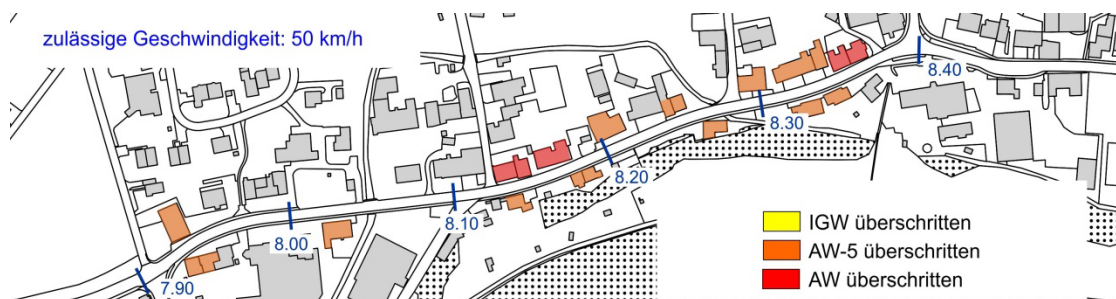 zulässige Geschwindigkeit: 50 km/h
8.40
8.30
8.20
8.10
8.00
7.90
IGW überschritten
AW-5 überschritten
AW überschritten